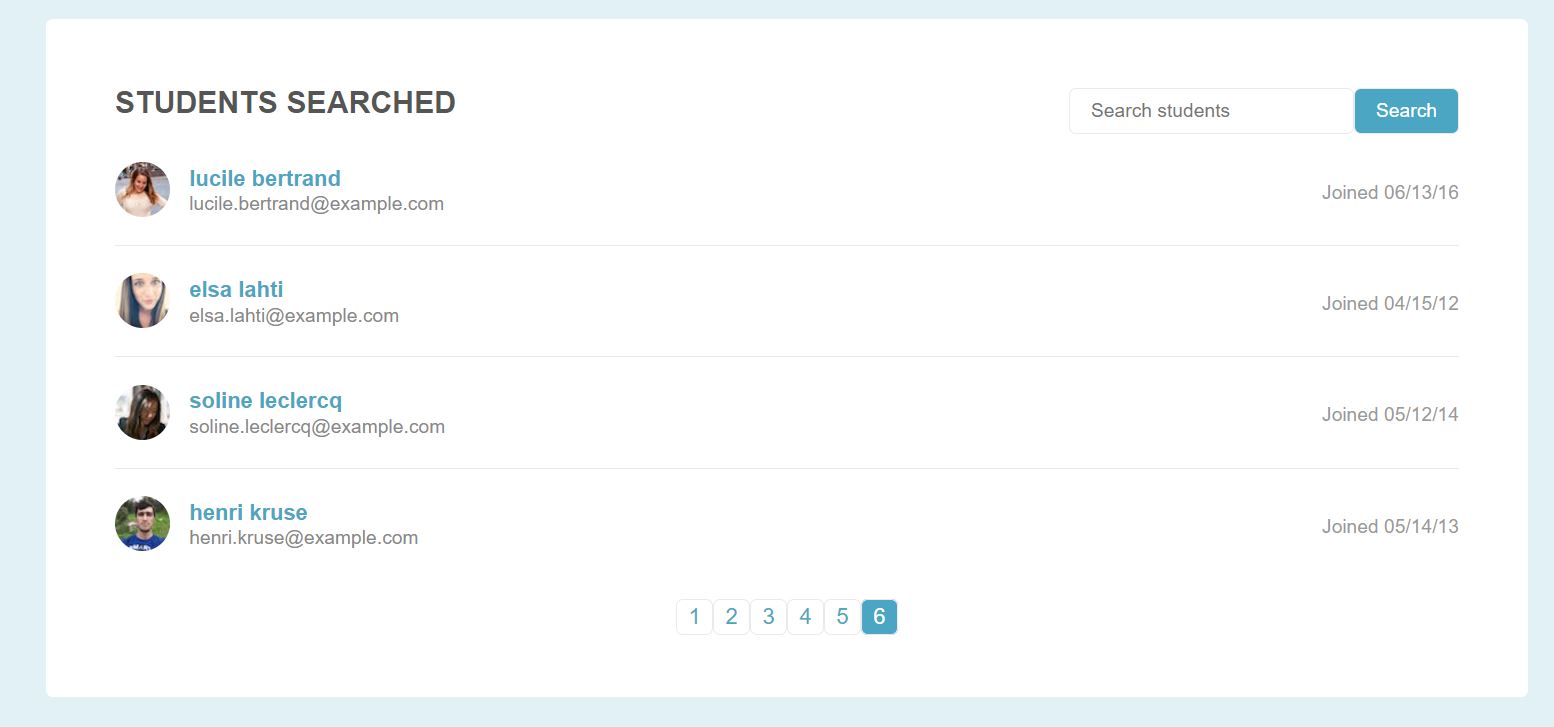 STUDENTS SEARCHED
Search students
Search
lucile bertrand
lucile.bertrand@example.com
Joined 06/13/16
elsa lahti
elsa.lahti@example.com
Joined 04/15/12
soline leclercq
soline.leclercq@example.com
Joined 05/12/14
henri kruse
henri.kruse@example.com
Joined 05/14/13
1 2 3 4 5 6